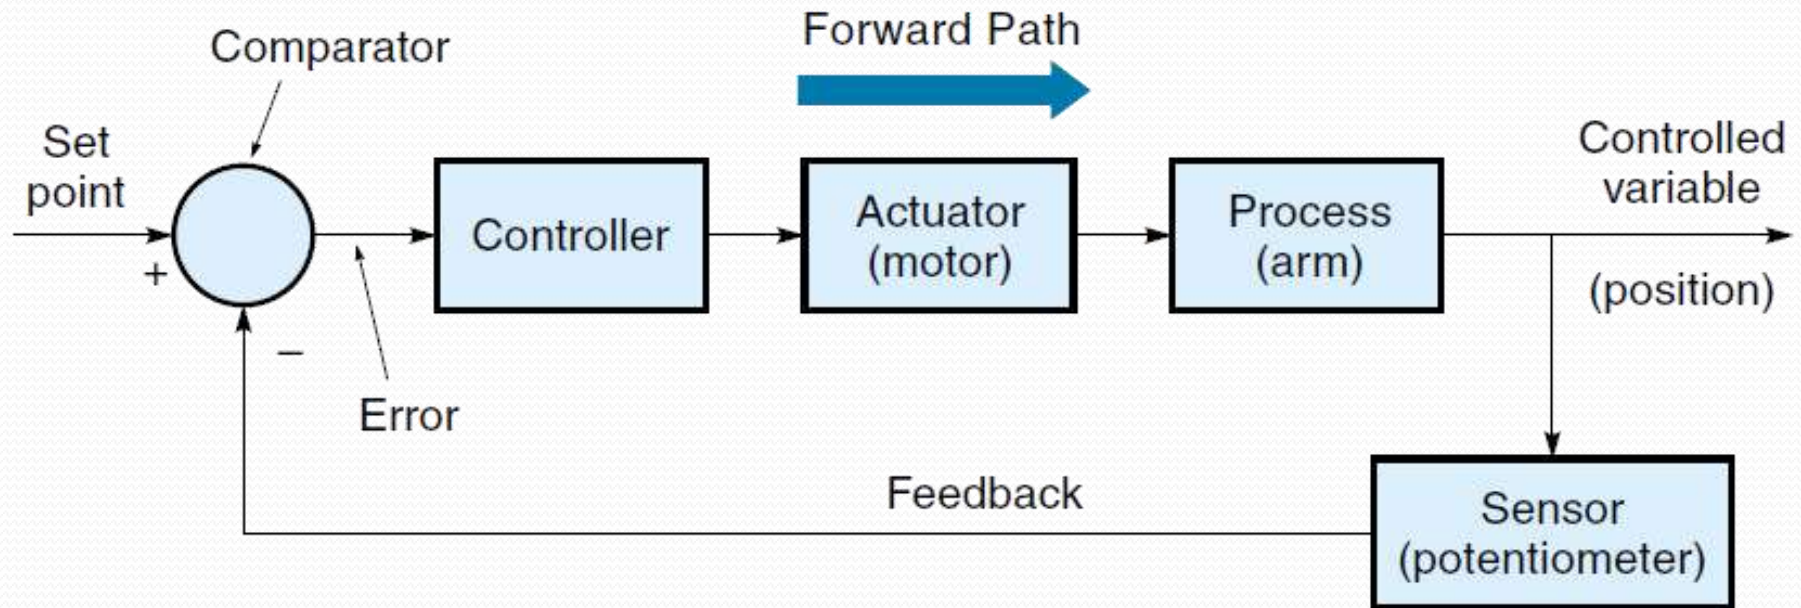 Forward Path
Comparator
Set
point
+
–
Error
Controller
Actuator
(motor)
Process
(arm)
Controlled
variable
(position)
Feedback
Sensor
(potentiometer)